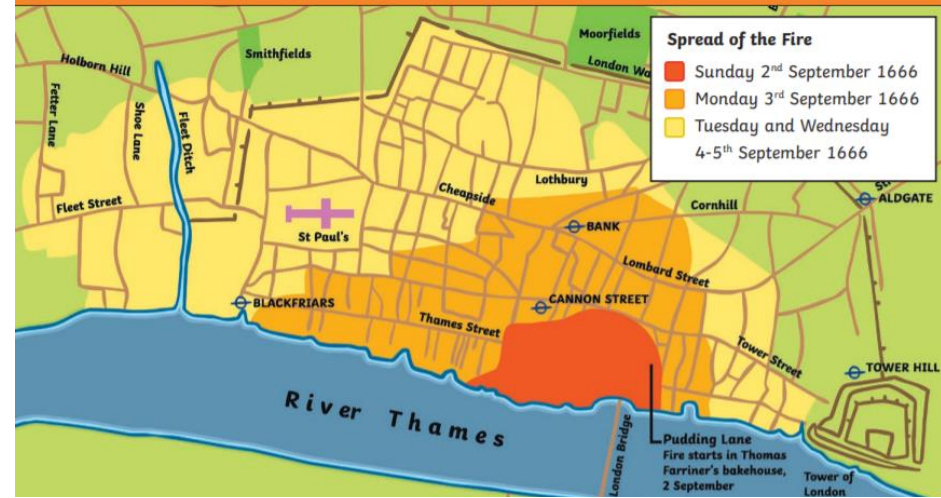 Spread of the Fire
Sunday 2nd September 1666
Monday 3rd September 1666
Tuesday and Wednesday
4-5th September 1666
Moorfields
Smithfields
London Wa
Holborn Hill
Fetter Lane
Shoe Lane
Fleet Ditch
Fleet Street
St Paul's
Cheapside
Lothbury
Cornhill
ALDGATE
BANK
Lombard Street
BLACKFRIARS
CANNON STREET
Thames Street
Tower Street
TOWER HILL
River Thames
London Bridge
Pudding Lane
Fire starts in Thomas
Farriner's bakehouse,
2 September
Tower of
London